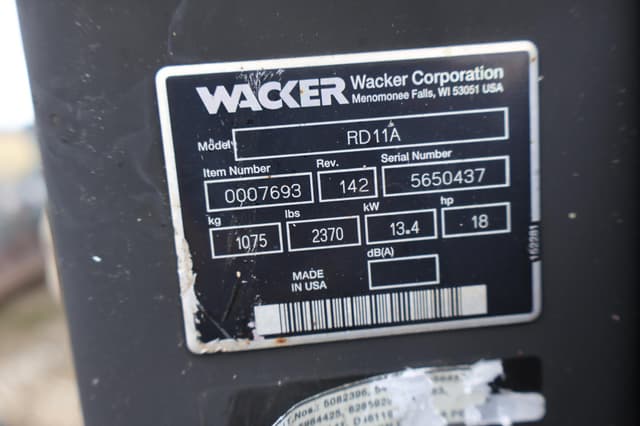 WACKER Wacker Corporation
Menomonee Falls, WI 53051 USA
Model RD11A
Item Number Rev. Serial Number
0007693 142 5650437
kg lbs kW hp
1075 2370 13.4 18
dB(A)
MADE
IN USA
152281